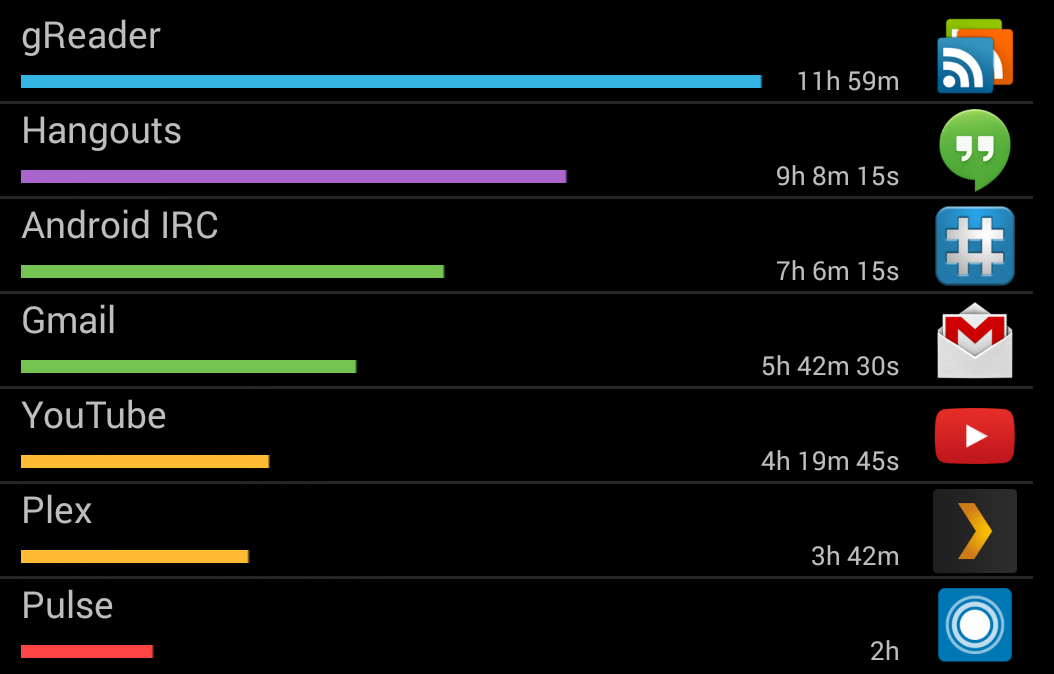 gReader
11h 59m
Hangouts
9h 8m 15s
Android IRC
7h 6m 15s
Gmail
5h 42m 30s
YouTube
4h 19m 45s
Plex
3h 42m
Pulse
2h